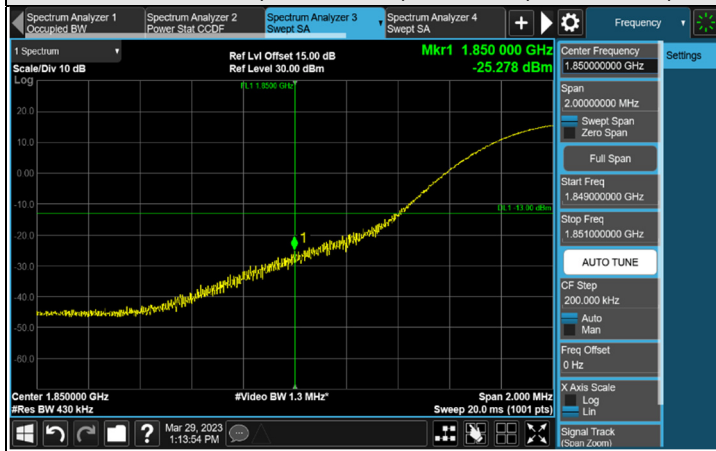 Spectrum Analyzer 1
Occupied BW
Spectrum Analyzer 2
Power Stat CCDF
Spectrum Analyzer 3
Swept SA
Spectrum Analyzer 4
Swept SA
Frequency
1 Spectrum
Scale/Div 10 dB
Log
Ref Lvl Offset 15.00 dB
Ref Level 30.00 dBm
Mkr1 1.850 000 GHz
-25.278 dBm
FL1 1.8500 GHz
20.0
10.0
0.00
-10.0
DL1 -13.00 dBm
-20.0
1
-30.0
-40.0
-50.0
-60.0
Center 1.850000 GHz
#Res BW 430 kHz
#Video BW 1.3 MHz*
Span 2.000 MHz
Sweep 20.0 ms (1001 pts)
Center Frequency
1.850000000 GHz
Settings
Span
2.00000000 MHz
Swept Span
Zero Span
Full Span
Start Freq
1.849000000 GHz
Stop Freq
1.851000000 GHz
AUTO TUNE
CF Step
200.000 kHz
Auto
Man
Freq Offset
0 Hz
X Axis Scale
Log
Lin
Signal Track
(Span Zoom)
?
Mar 29, 2023
1:13:54 PM